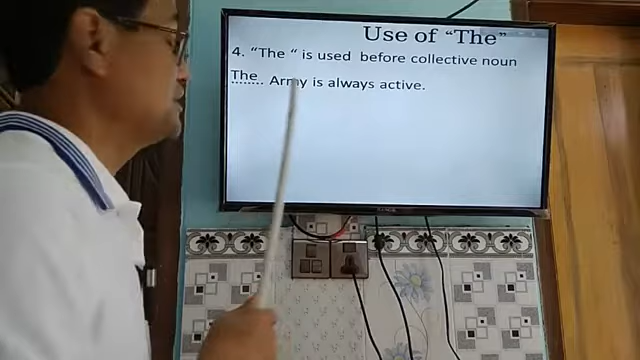 Use of "The"
4. "The " is used before collective noun
The
........ Army is always active.